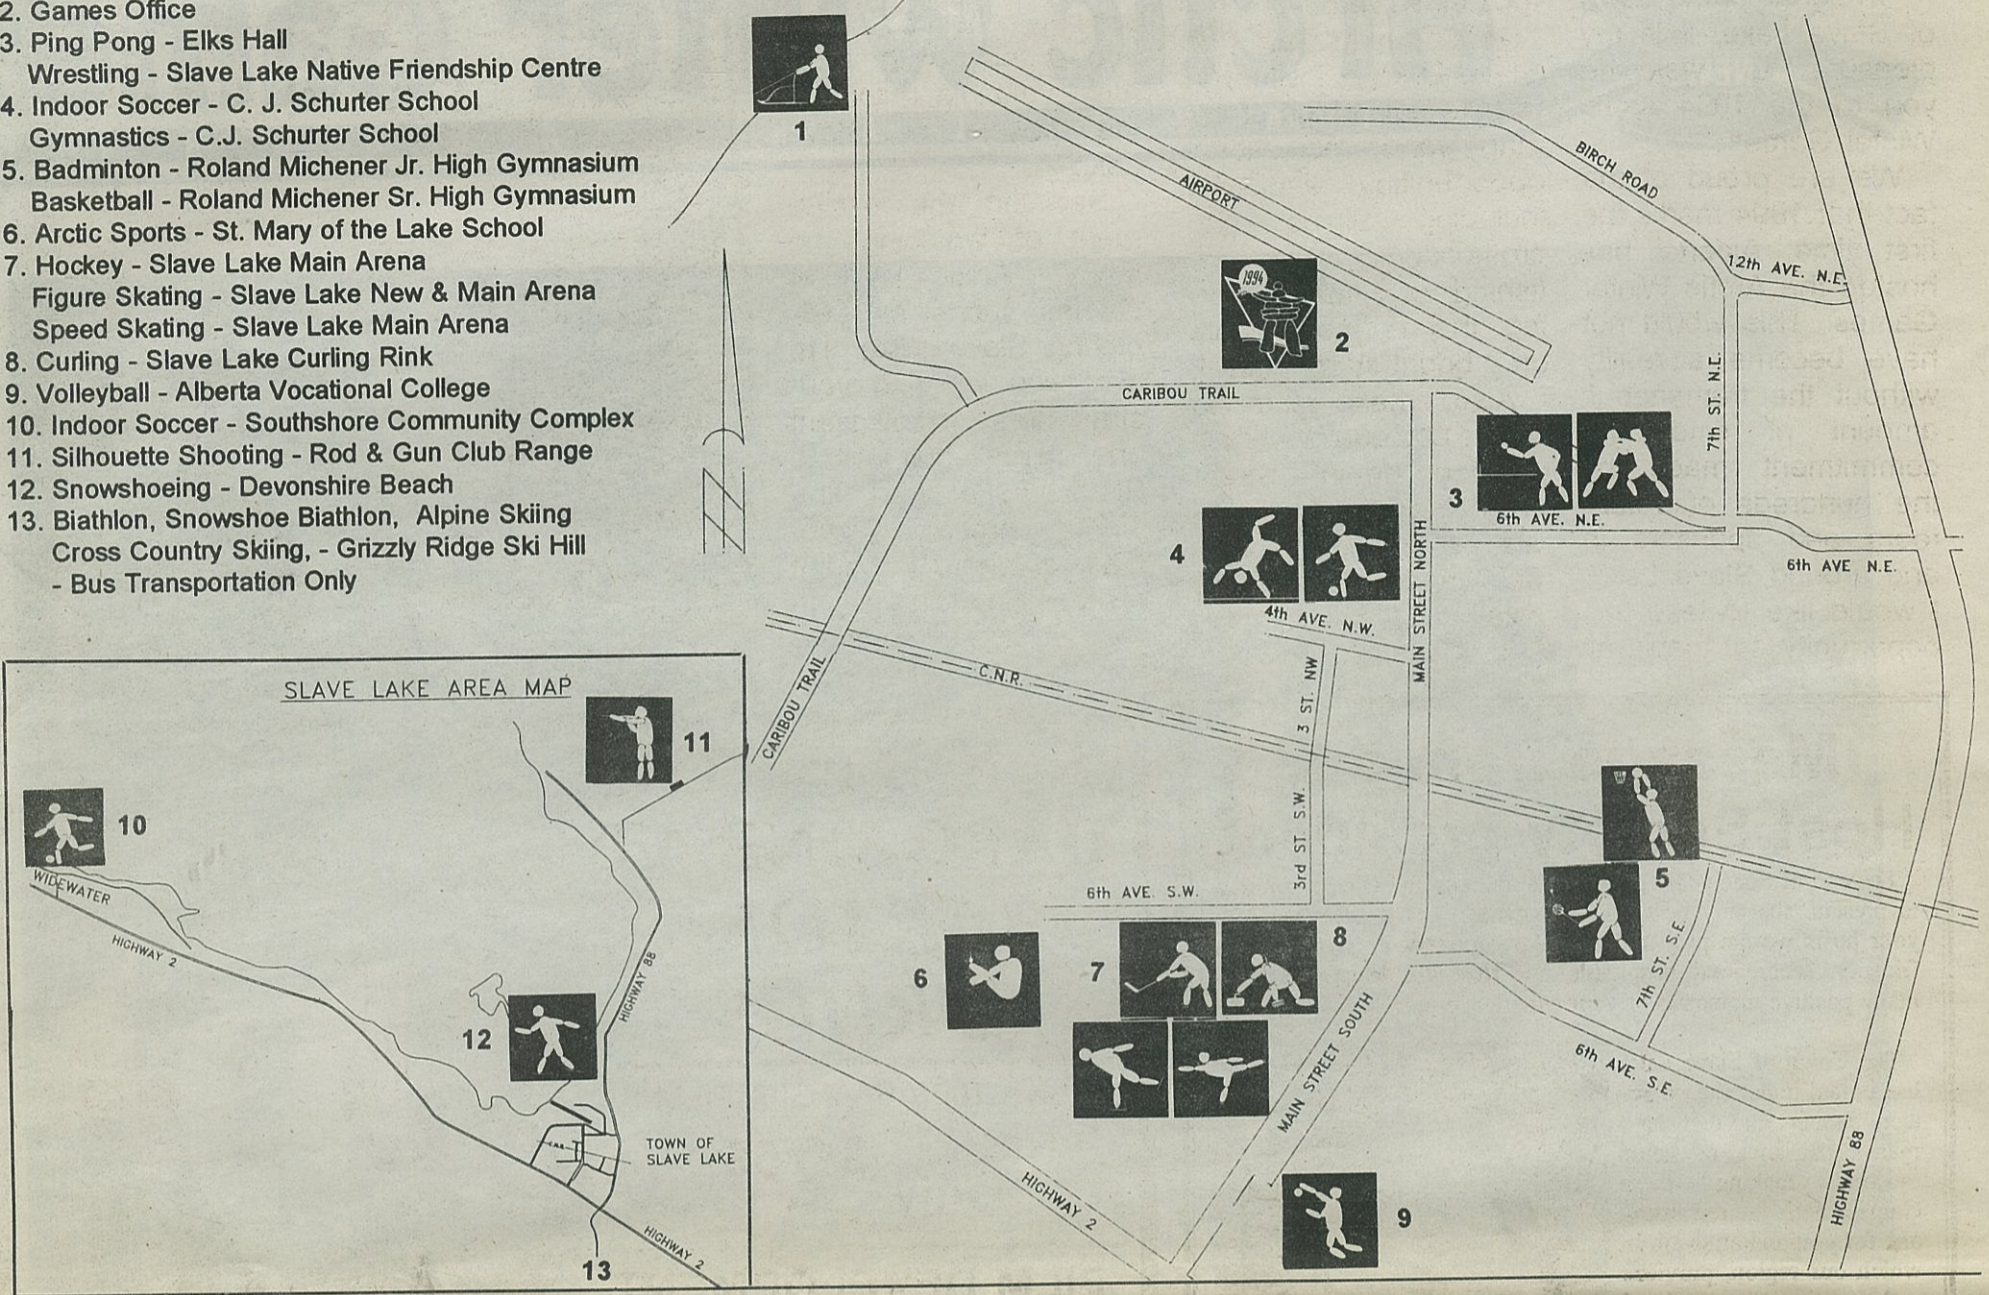 2. Games Office
3. Ping Pong - Elks Hall
Wrestling - Slave Lake Native Friendship Centre
4. Indoor Soccer - C. J. Schurter School
Gymnastics - C.J. Schurter School
5. Badminton - Roland Michener Jr. High Gymnasium
Basketball - Roland Michener Sr. High Gymnasium
6. Arctic Sports - St. Mary of the Lake School
7. Hockey - Slave Lake Main Arena
Figure Skating - Slave Lake New & Main Arena
Speed Skating - Slave Lake Main Arena
8. Curling - Slave Lake Curling Rink
9. Volleyball - Alberta Vocational College
10. Indoor Soccer - Southshore Community Complex
11. Silhouette Shooting - Rod & Gun Club Range
12. Snowshoeing - Devonshire Beach
13. Biathlon, Snowshoe Biathlon, Alpine Skiing
Cross Country Skiing, - Grizzly Ridge Ski Hill
- Bus Transportation Only
1
AIRPORT
BIRCH ROAD
12th AVE. N.E.
1994
2
CARIBOU TRAIL
7th ST. N.E.
3
6th AVE. N.E.
6th AVE N.E.
4
4th AVE. N.W.
MAIN STREET NORTH
CARIBOU TRAIL
C.N.R.
3 ST. NW
3rd ST. S.W.
5
7th ST. S.E.
6th AVE. S.W.
6
7
8
MAIN STREET SOUTH
6th AVE. S.E.
HIGHWAY 2
9
HIGHWAY 88
SLAVE LAKE AREA MAP
11
10
WIDEWATER
HIGHWAY 2
HIGHWAY 88
12
TOWN OF
SLAVE LAKE
HIGHWAY 2
13